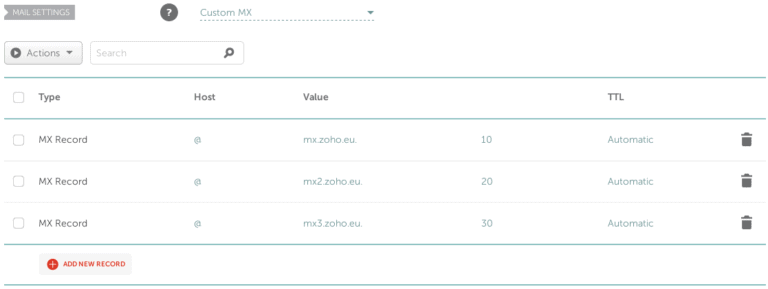 MAIL SETTINGS ? Custom MX
Actions Search
Type Host Value TTL
MX Record @ mx.zoho.eu. 10 Automatic
MX Record @ mx2.zoho.eu. 20 Automatic
MX Record @ mx3.zoho.eu. 30 Automatic
ADD NEW RECORD